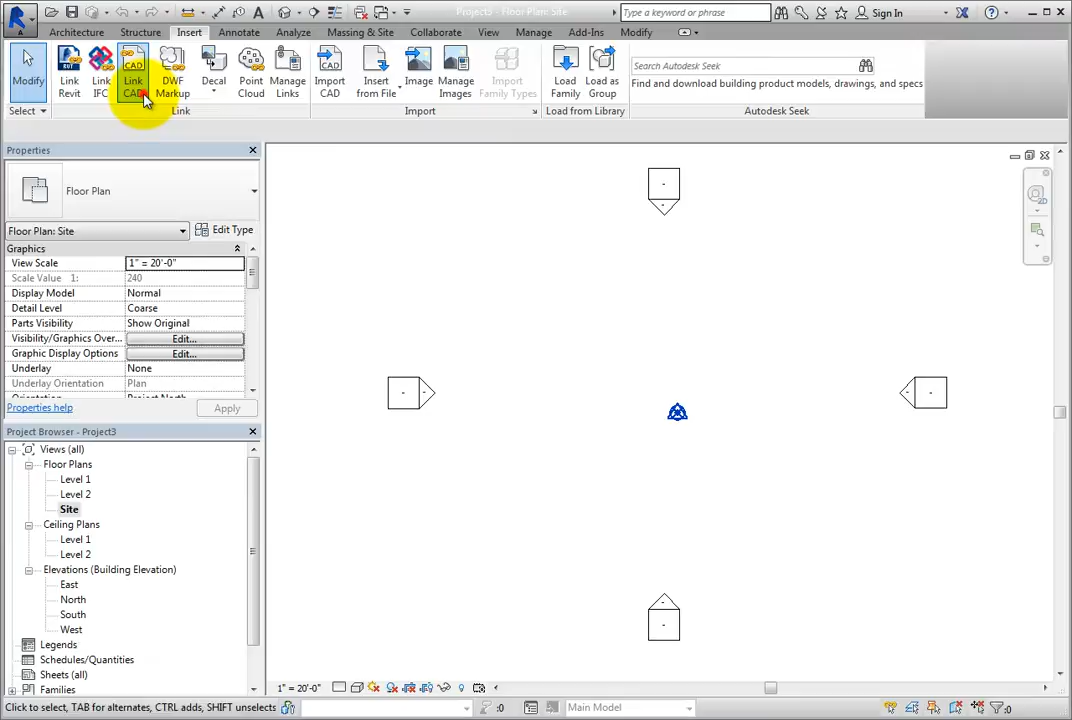 Project3 - Floor Plan: Site
Type a keyword or phrase
Sign In
Architecture Structure Insert Annotate Analyze Massing & Site Collaborate View Manage Add-Ins Modify
Modify
Link Revit
Link IFC
Link CAD
DWF Markup
Decal
Point Cloud
Manage Links
Import CAD
Insert from File
Image
Manage Images
Import Family Types
Load Family
Load as Group
Search Autodesk Seek
Find and download building product models, drawings, and specs
Select Link Import Load from Library Autodesk Seek
Properties
Floor Plan
Floor Plan: Site Edit Type
Graphics
View Scale 1" = 20'-0"
Scale Value 1: 240
Display Model Normal
Detail Level Coarse
Parts Visibility Show Original
Visibility/Graphics Over... Edit...
Graphic Display Options Edit...
Underlay None
Underlay Orientation Plan
Properties help Apply
Project Browser - Project3
Views (all)
Floor Plans
Level 1
Level 2
Site
Ceiling Plans
Level 1
Level 2
Elevations (Building Elevation)
East
North
South
West
Legends
Schedules/Quantities
Sheets (all)
Families
1" = 20'-0"
Click to select, TAB for alternates, CTRL adds, SHIFT unselects
:0
Main Model
:0